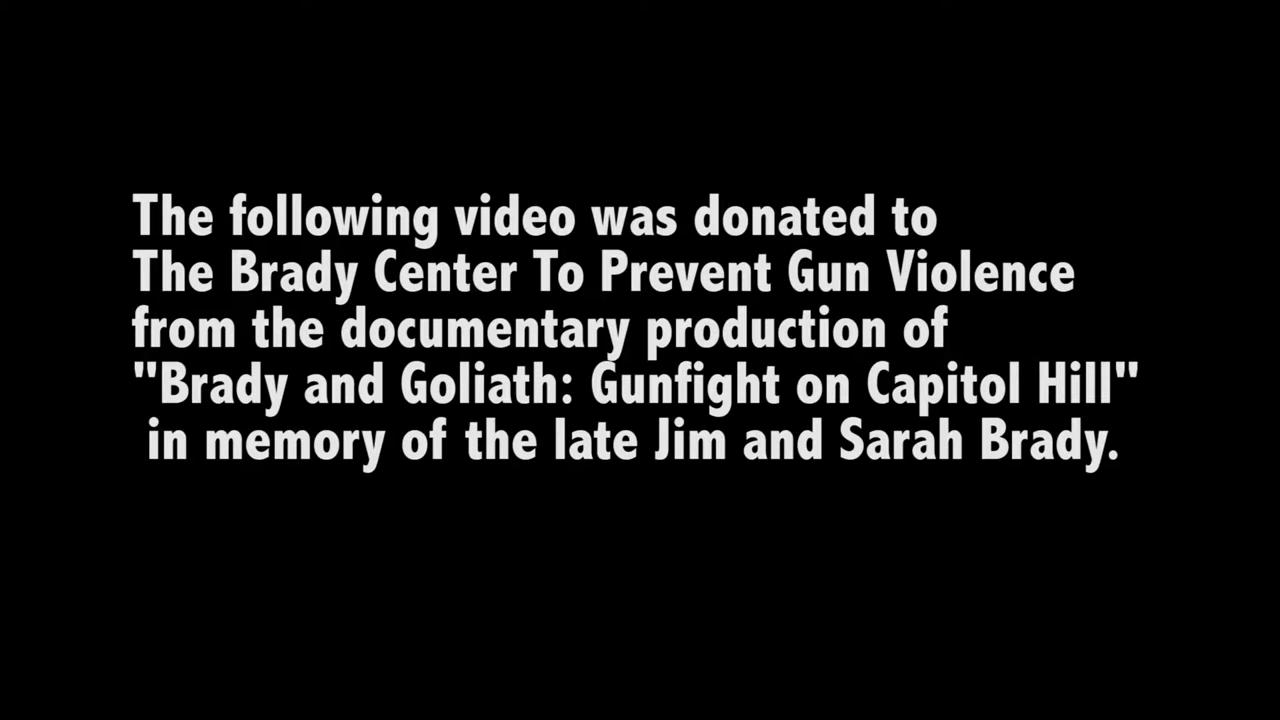 The following video was donated to
The Brady Center To Prevent Gun Violence
from the documentary production of
"Brady and Goliath: Gunfight on Capitol Hill"
in memory of the late Jim and Sarah Brady.